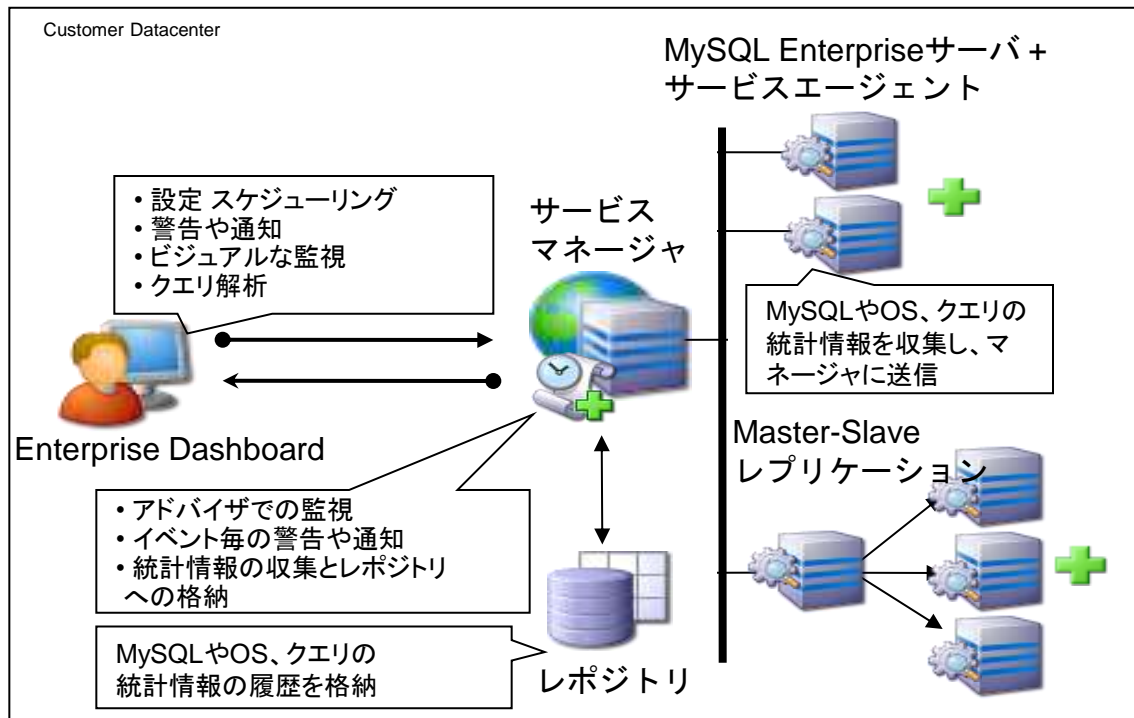 Customer Datacenter
MySQL Enterpriseサーバ +
サービスエージェント
• 設定 スケジューリング
• 警告や通知
• ビジュアルな監視
• クエリ解析
サービス
マネージャ
MySQLやOS、クエリの
統計情報を収集し、マ
ネージャに送信
Enterprise Dashboard
Master-Slave
レプリケーション
• アドバイザでの監視
• イベント毎の警告や通知
• 統計情報の収集とレポジトリ
への格納
MySQLやOS、クエリの
統計情報の履歴を格納
レポジトリ